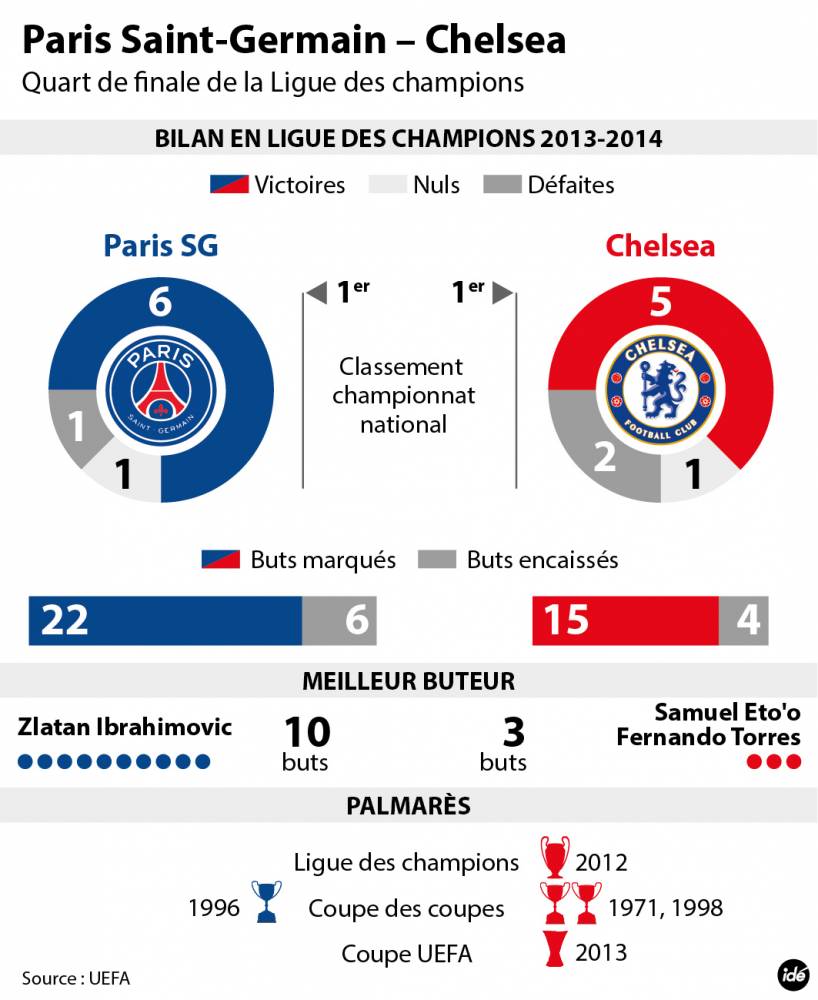 Paris Saint-Germain – Chelsea
Quart de finale de la Ligue des champions
BILAN EN LIGUE DES CHAMPIONS 2013-2014
Victoires Nuls Défaites
Paris SG
Chelsea
6
1
1
PARIS
SAINT-GERMAIN
1er
1er
Classement
championnat
national
5
2
1
CHELSEA
FOOTBALL CLUB
Buts marqués Buts encaissés
22 6
15 4
MEILLEUR BUTEUR
Zlatan Ibrahimovic
10
buts
3
buts
Samuel Eto'o
Fernando Torres
PALMARÈS
Ligue des champions 2012
1996 Coupe des coupes 1971, 1998
Coupe UEFA 2013
Source : UEFA
idé